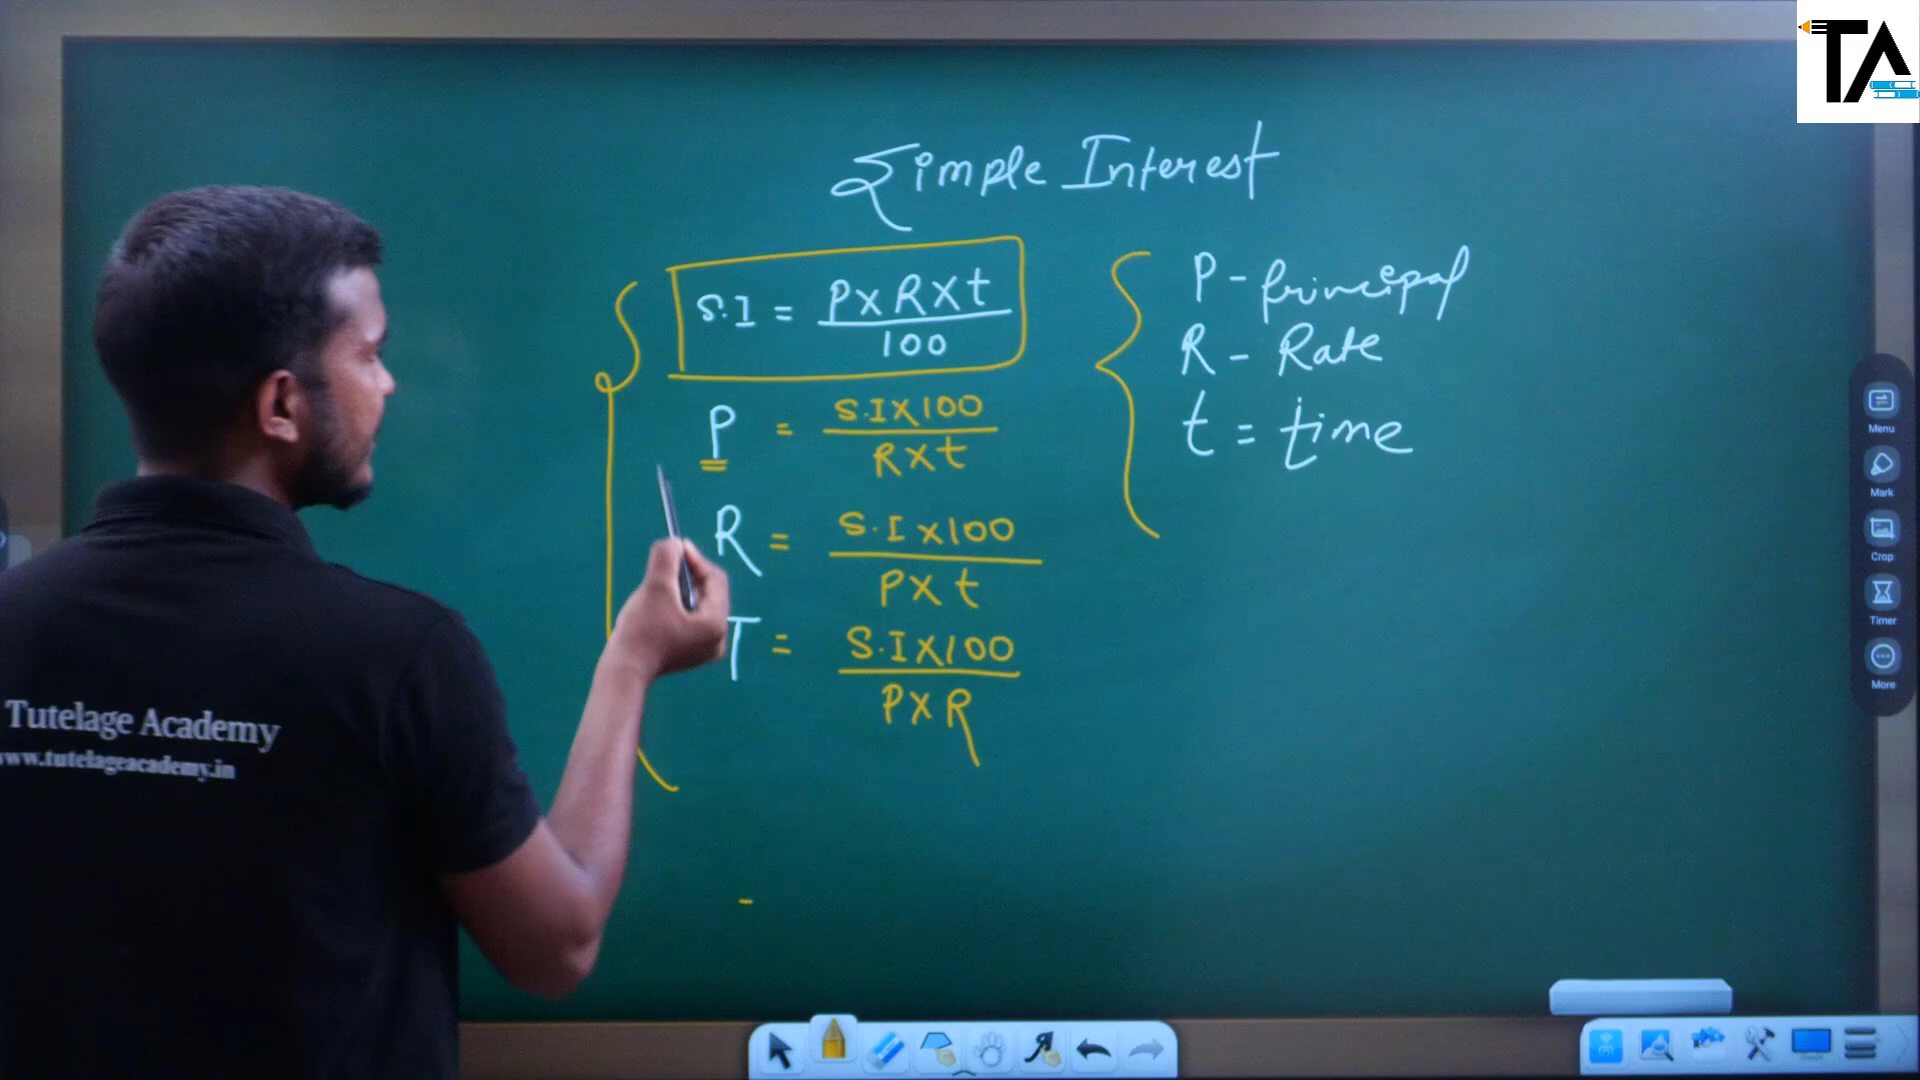 TA
Simple Interest
S.I = P X R X t / 100
P = S.I X 100 / R X t
R = S.I X 100 / P X t
T = S.I X 100 / P X R
P - Principal
R - Rate
t = time
Menu
Mark
Crop
Timer
More
Tutelage Academy
www.tutelageacademy.in